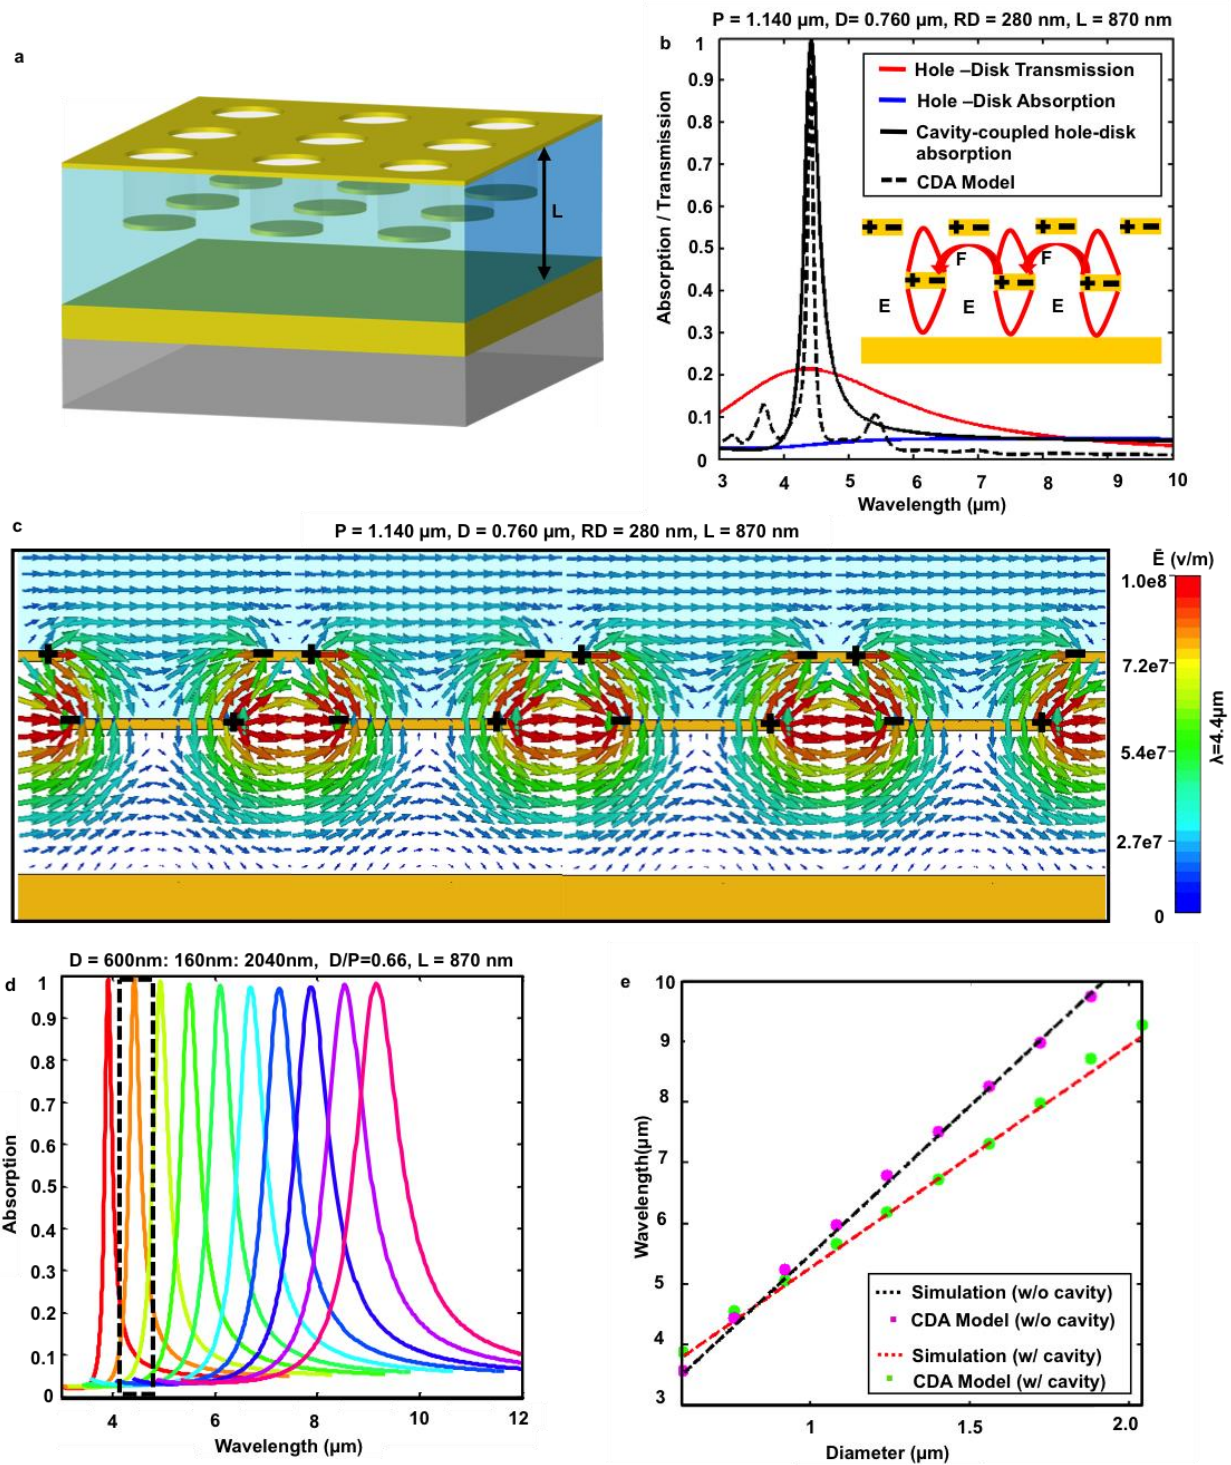 a
L
b
P = 1.140 µm, D= 0.760 µm, RD = 280 nm, L = 870 nm
Absorption / Transmission
1
0.9
0.8
0.7
0.6
0.5
0.4
0.3
0.2
0.1
0
Hole –Disk Transmission
Hole –Disk Absorption
Cavity-coupled hole-disk
absorption
CDA Model
+ - + - + - + -
F F
+ - + - + -
E E E
3 4 5 6 7 8 9 10
Wavelength (µm)
c
P = 1.140 µm, D = 0.760 µm, RD = 280 nm, L = 870 nm
+ - + - + - + -
- + - + - + - +
Ē (v/m)
1.0e8
7.2e7
5.4e7
2.7e7
0
λ=4.4µm
d
D = 600nm: 160nm: 2040nm, D/P=0.66, L = 870 nm
Absorption
1
0.9
0.8
0.7
0.6
0.5
0.4
0.3
0.2
0.1
0
4 6 8 10 12
Wavelength (µm)
e
Wavelength(µm)
10
9
8
7
6
5
4
3
Simulation (w/o cavity)
CDA Model (w/o cavity)
Simulation (w/ cavity)
CDA Model (w/ cavity)
1 1.5 2.0
Diameter (µm)